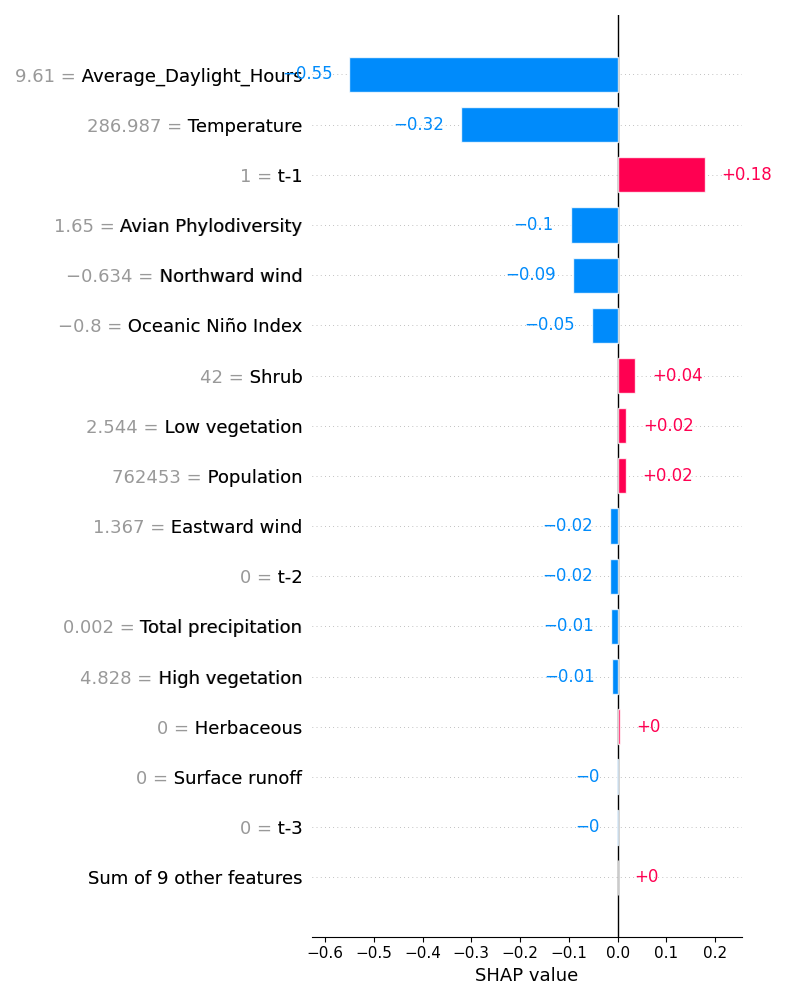 9.61 = Average_Daylight_Hours −0.55
286.987 = Temperature −0.32
1 = t-1 +0.18
1.65 = Avian Phylodiversity −0.1
−0.634 = Northward wind −0.09
−0.8 = Oceanic Niño Index −0.05
42 = Shrub +0.04
2.544 = Low vegetation +0.02
762453 = Population +0.02
1.367 = Eastward wind −0.02
0 = t-2 −0.02
0.002 = Total precipitation −0.01
4.828 = High vegetation −0.01
0 = Herbaceous +0
0 = Surface runoff −0
0 = t-3 −0
Sum of 9 other features +0
−0.6 −0.5 −0.4 −0.3 −0.2 −0.1 0.0 0.1 0.2
SHAP value